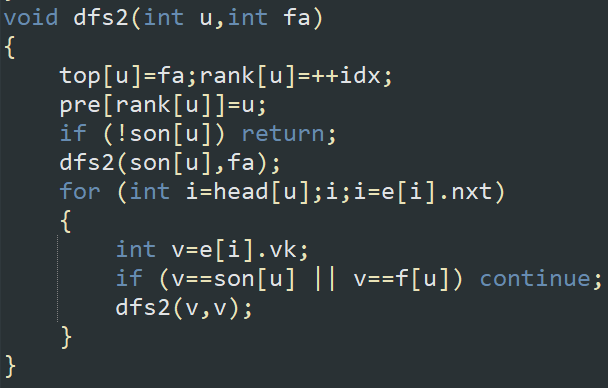 void dfs2(int u,int fa)
{
    top[u]=fa;rank[u]=++idx;
    pre[rank[u]]=u;
    if (!son[u]) return;
    dfs2(son[u],fa);
    for (int i=head[u];i;i=e[i].nxt)
    {
        int v=e[i].vk;
        if (v==son[u] || v==f[u]) continue;
        dfs2(v,v);
    }
}